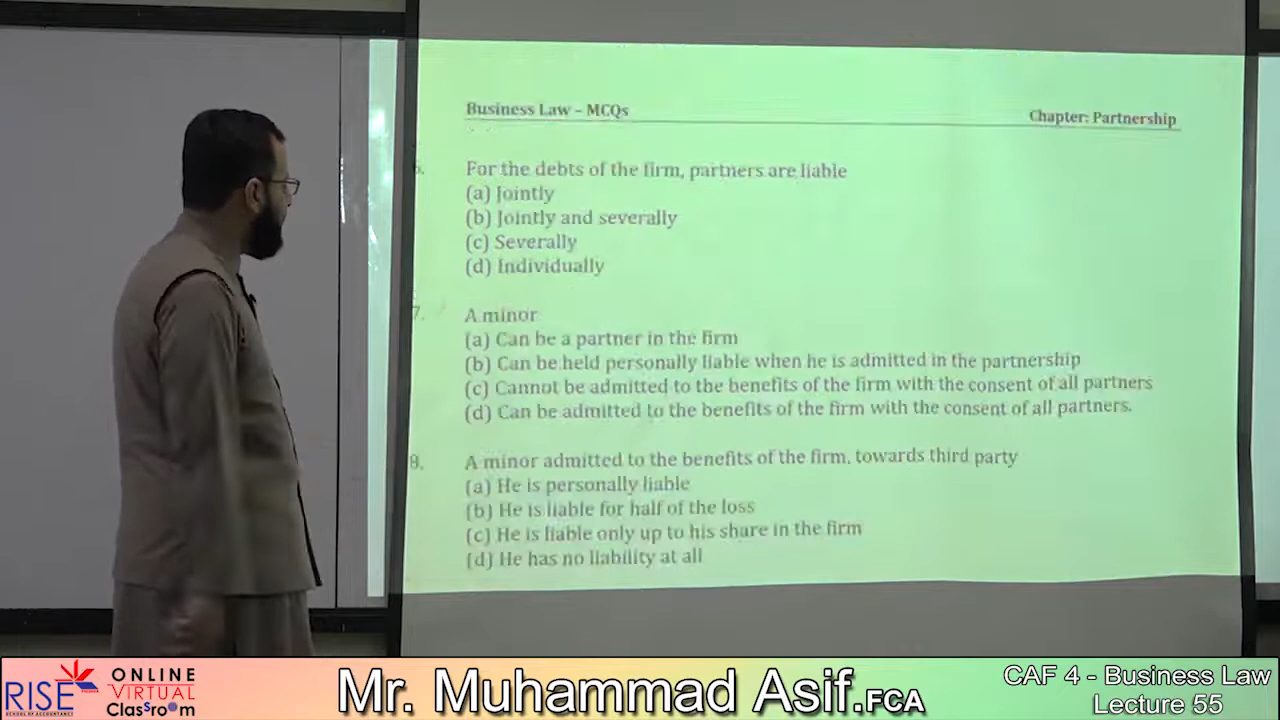 Business Law – MCQs
Chapter: Partnership
For the debts of the firm, partners are liable
(a) Jointly
(b) Jointly and severally
(c) Severally
(d) Individually
7. A minor
(a) Can be a partner in the firm
(b) Can be held personally liable when he is admitted in the partnership
(c) Cannot be admitted to the benefits of the firm with the consent of all partners
(d) Can be admitted to the benefits of the firm with the consent of all partners.
8. A minor admitted to the benefits of the firm, towards third party
(a) He is personally liable
(b) He is liable for half of the loss
(c) He is liable only up to his share in the firm
(d) He has no liability at all
RISE
SCHOOL OF ACCOUNTANCY
ONLINE
VIRTUAL
ClasSroom
Mr. Muhammad Asif.FCA
CAF 4 - Business Law
Lecture 55